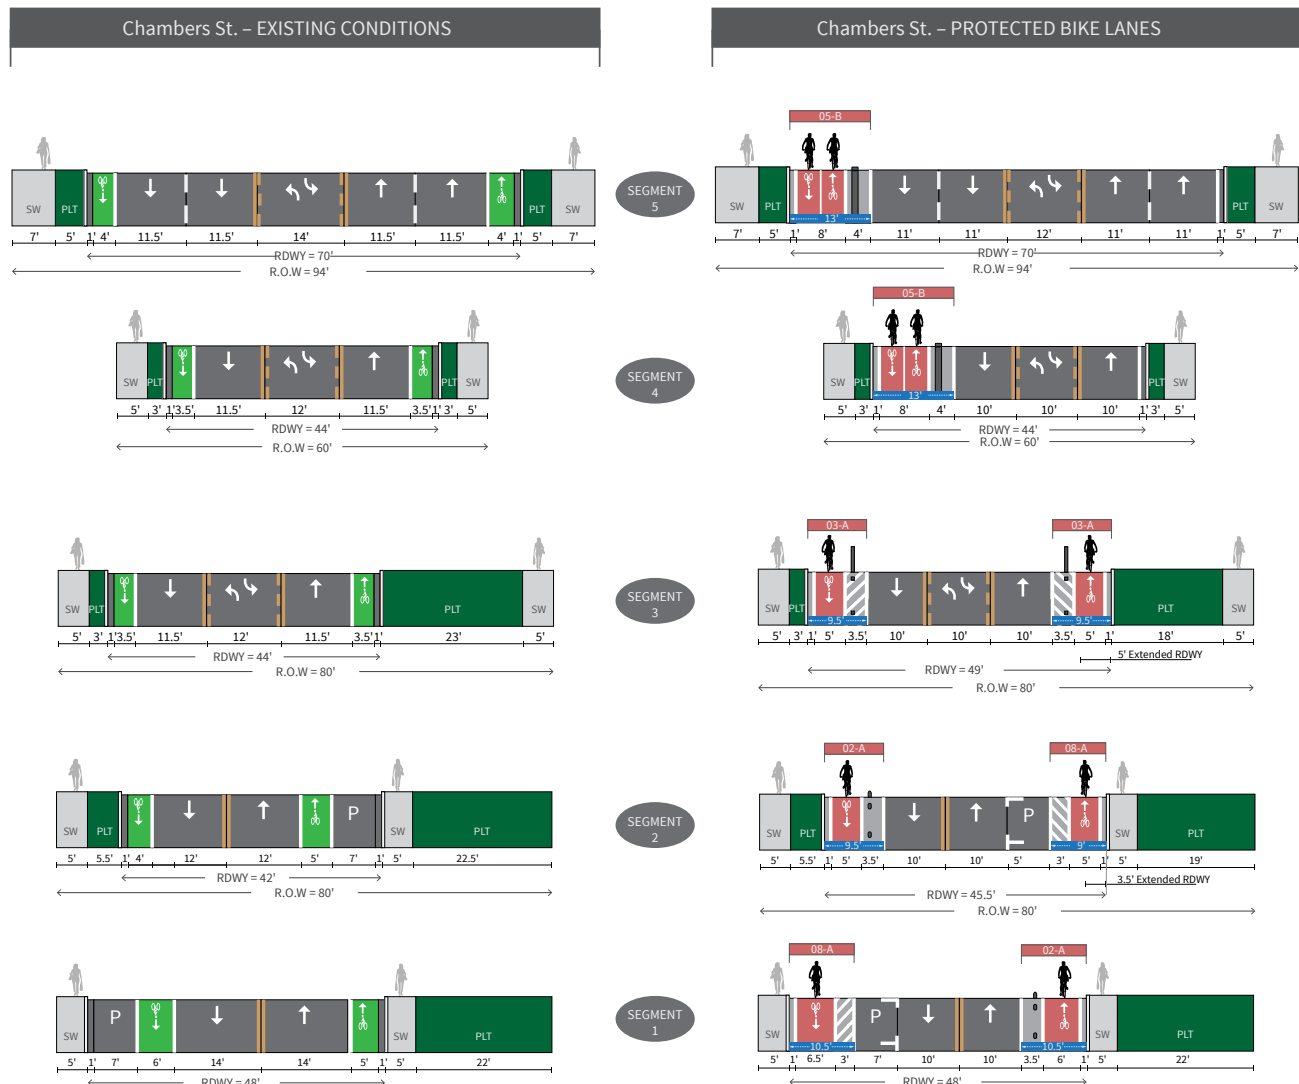 Chambers St. – EXISTING CONDITIONS
Chambers St. – PROTECTED BIKE LANES
SW PLT PLT SW
7' 5' 1' 4' 11.5' 11.5' 14' 11.5' 11.5' 4' 1' 5' 7'
RDWY = 70'
R.O.W = 94'
SEGMENT
5
05-B
SW PLT PLT SW
13'
7' 5' 1' 8' 4' 11' 11' 12' 11' 11' 1' 5' 7'
RDWY = 70'
R.O.W = 94'
SW PLT PLT SW
5' 3' 1' 3.5' 11.5' 12' 11.5' 3.5' 1' 3' 5'
RDWY = 44'
R.O.W = 60'
SEGMENT
4
05-B
SW PLT PLT SW
13'
5' 3' 1' 8' 4' 10' 10' 10' 1' 3' 5'
RDWY = 44'
R.O.W = 60'
SW PLT PLT SW
5' 3' 1' 3.5' 11.5' 12' 11.5' 3.5' 1' 23' 5'
RDWY = 44'
R.O.W = 80'
SEGMENT
3
03-A 03-A
SW PLT PLT SW
9.5' 9.5'
5' 3' 1' 5' 3.5' 10' 10' 10' 3.5' 5' 1' 18' 5'
5' Extended RDWY
RDWY = 49'
R.O.W = 80'
SW PLT P SW PLT
5' 5.5' 1' 4' 12' 12' 5' 7' 1' 5' 22.5'
RDWY = 42'
R.O.W = 80'
SEGMENT
2
02-A 08-A
SW PLT P SW PLT
9.5' 9'
5' 5.5' 1' 5' 3.5' 10' 10' 5' 3' 5' 1' 5' 19'
3.5' Extended RDWY
RDWY = 45.5'
R.O.W = 80'
SW P SW PLT
5' 1' 7' 6' 14' 14' 5' 1' 5' 22'
RDWY = 48'
SEGMENT
1
08-A 02-A
SW P SW PLT
10.5' 10.5'
5' 1' 6.5' 3' 7' 10' 10' 3.5' 6' 1' 5' 22'
RDWY = 48'